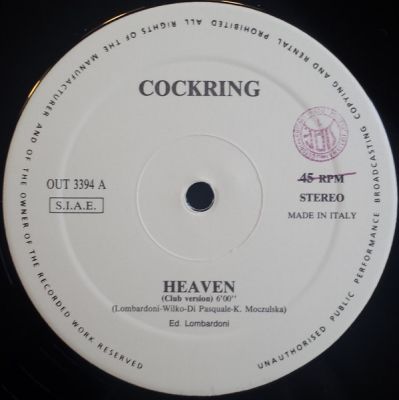 UNAUTHORISED PUBLIC PERFORMANCE BROADCASTING COPYING AND RENTAL PROHIBITED ALL RIGHTS OF THE MANUFACTURER AND OF THE OWNER OF THE RECORDED WORK RESERVED
COCKRING
OUT 3394 A
S.I.A.E.
45 RPM
STEREO
MADE IN ITALY
HEAVEN
(Club version) 6'00''
(Lombardoni-Wilko-Di Pasquale-K. Moczulska)
Ed. Lombardoni